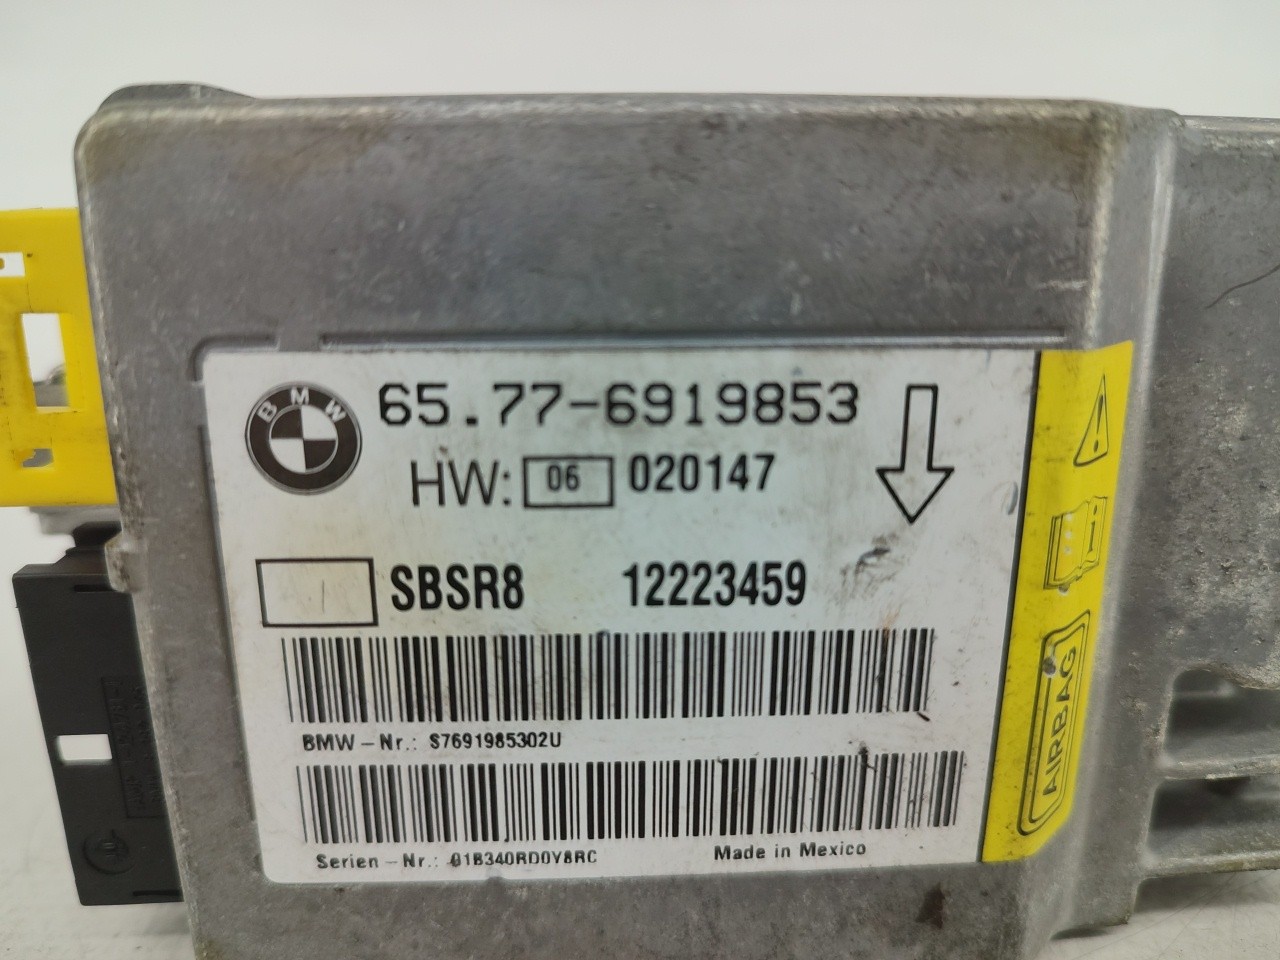 BMW
65.77-6919853
HW: 06 020147
SBSR8 12223459
BMW-Nr.: S7691985302U
Serien-Nr.: 01B340RD0Y8RC Made in Mexico
AIRBAG